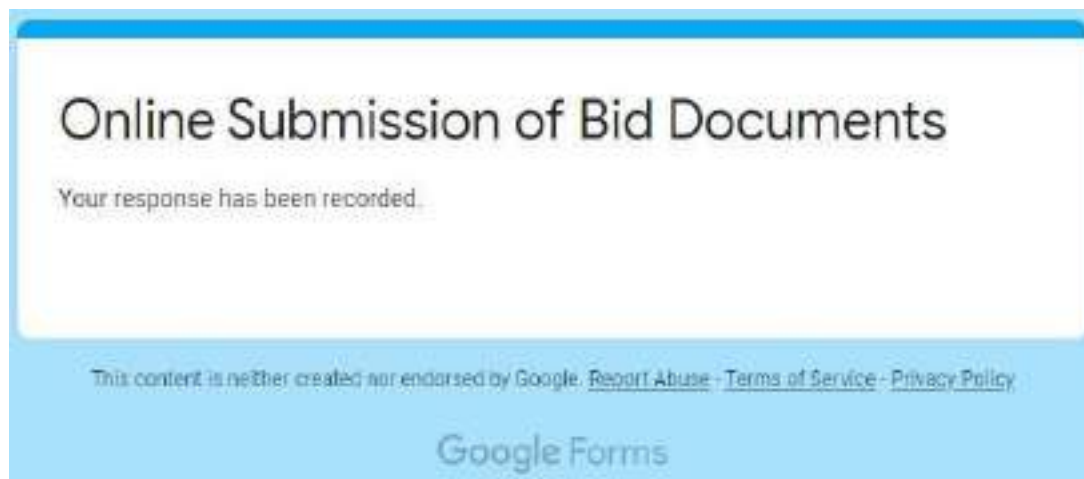 Online Submission of Bid Documents
Your response has been recorded.
This content is neither created nor endorsed by Google. Report Abuse - Terms of Service - Privacy Policy
Google Forms